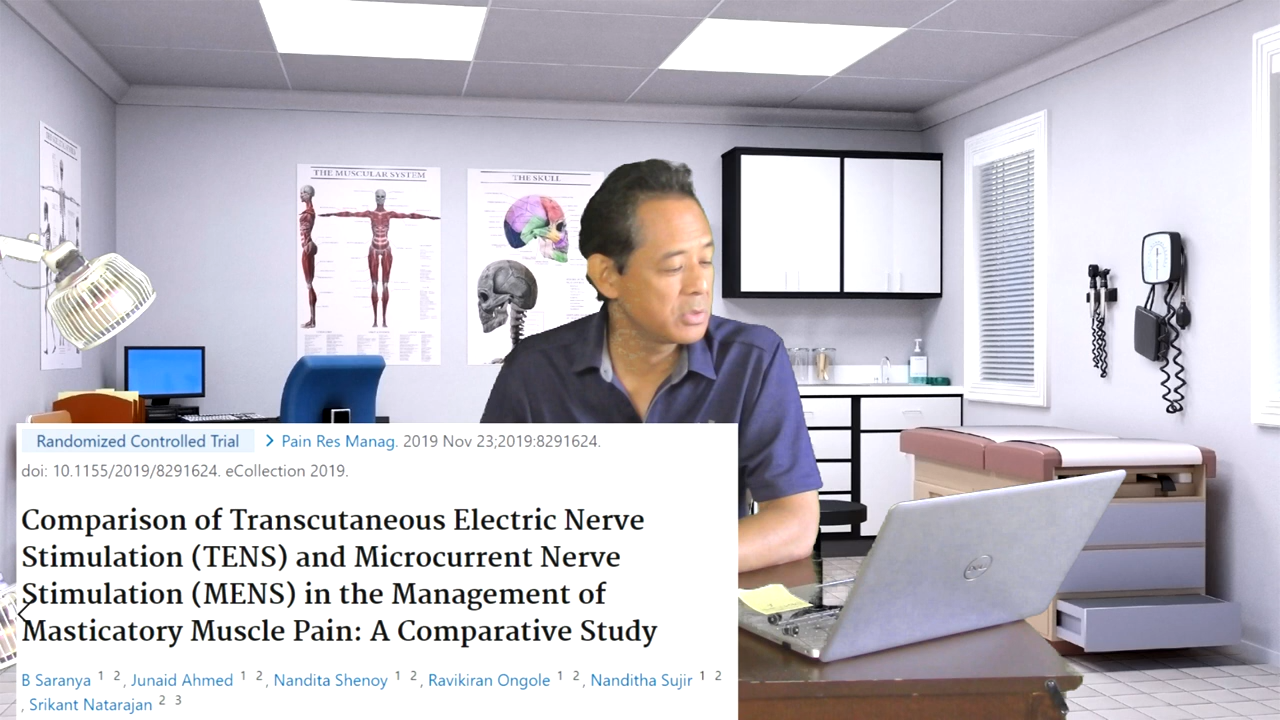 THE MUSCULAR SYSTEM
THE SKULL
Randomized Controlled Trial > Pain Res Manag. 2019 Nov 23;2019:8291624.
doi: 10.1155/2019/8291624. eCollection 2019.
Comparison of Transcutaneous Electric Nerve
Stimulation (TENS) and Microcurrent Nerve
Stimulation (MENS) in the Management of
Masticatory Muscle Pain: A Comparative Study
B Saranya 1 2, Junaid Ahmed 1 2, Nandita Shenoy 1 2, Ravikiran Ongole 1 2, Nanditha Sujir 1 2
, Srikant Natarajan 2 3
DELL